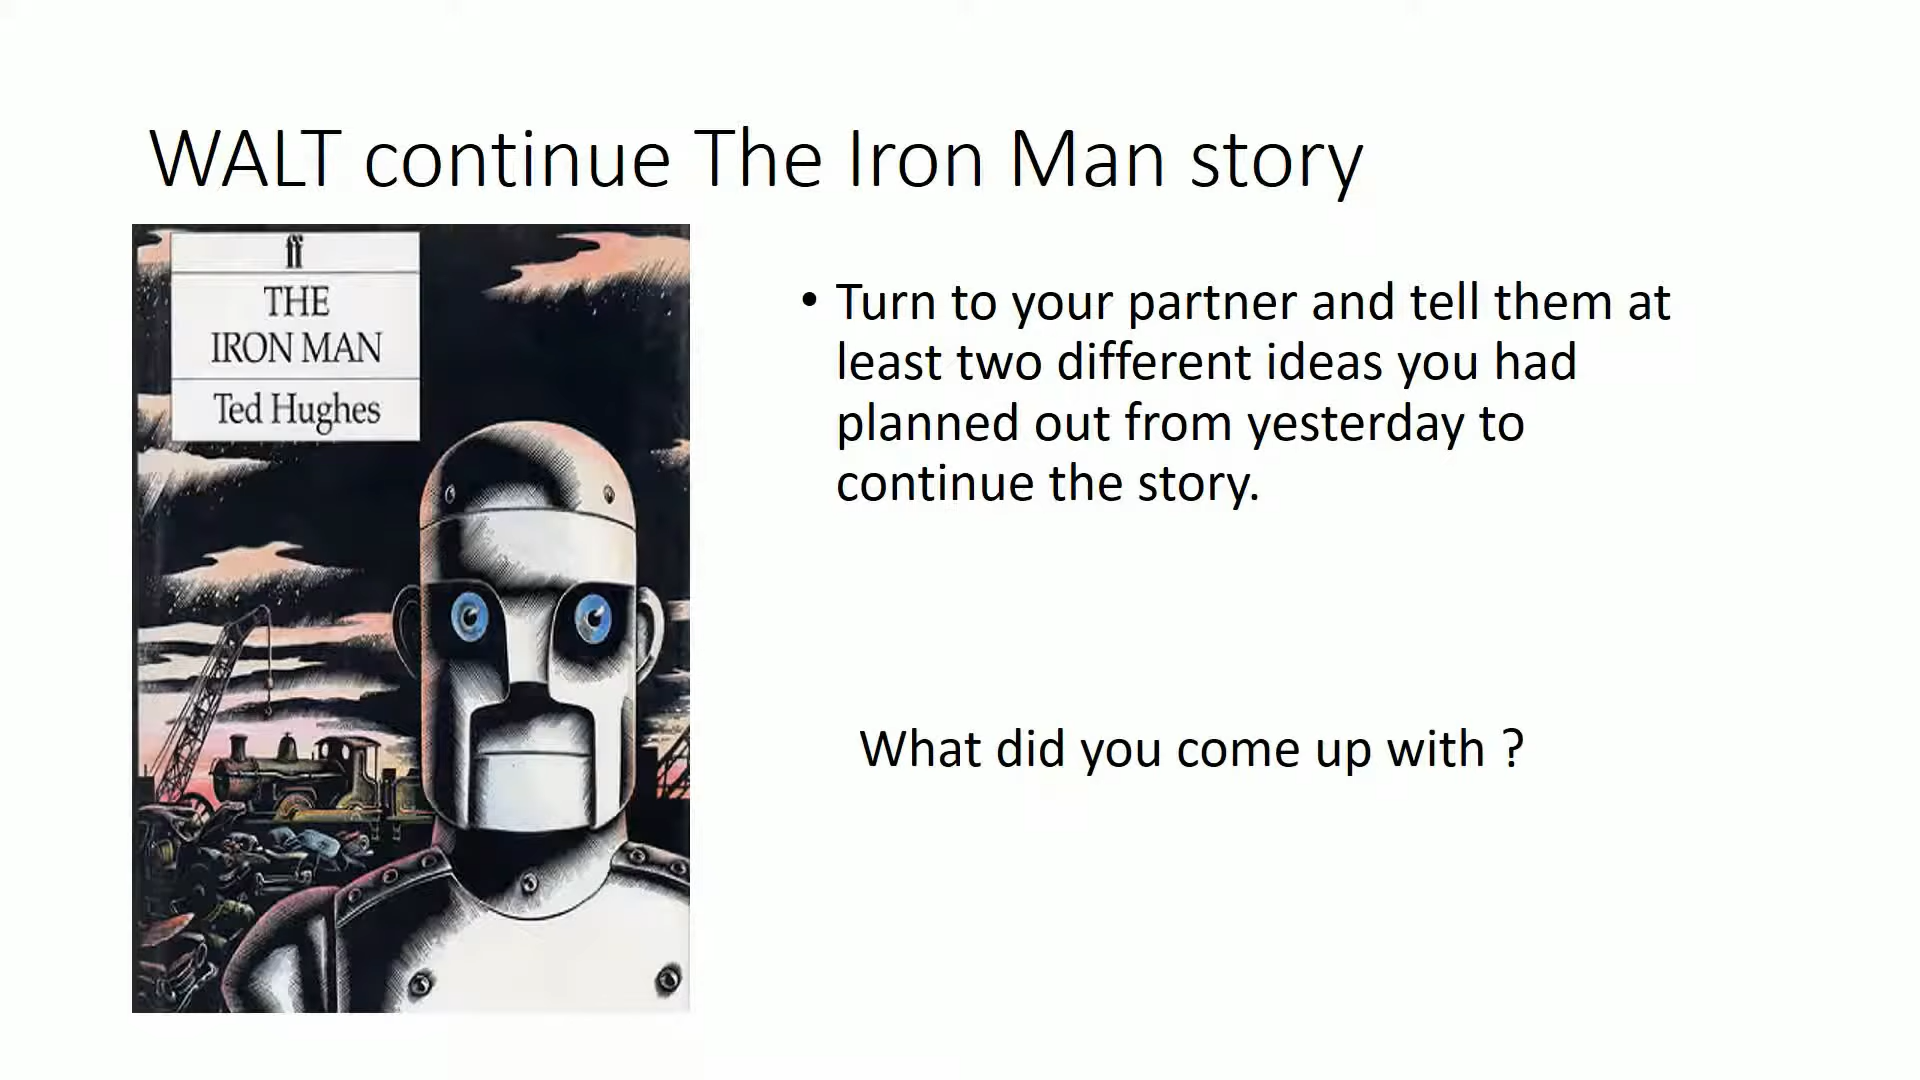 WALT continue The Iron Man story
ff
THE
IRON MAN
Ted Hughes
• Turn to your partner and tell them at
least two different ideas you had
planned out from yesterday to
continue the story.
What did you come up with ?